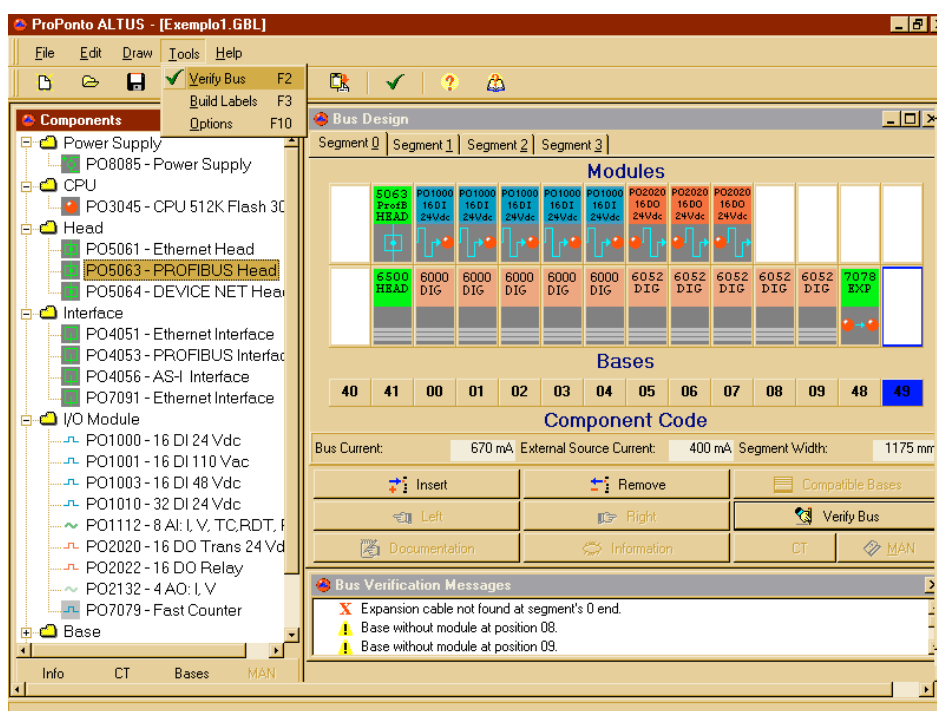 ProPonto ALTUS - [Exemplo1.GBL]
File Edit Draw Tools Help
Verify Bus F2
Build Labels F3
Options F10
Components
Power Supply
PO8085 - Power Supply
CPU
PO3045 - CPU 512K Flash 30
Head
PO5061 - Ethernet Head
PO5063 - PROFIBUS Head
PO5064 - DEVICE NET Head
Interface
PO4051 - Ethernet Interface
PO4053 - PROFIBUS Interfac
PO4056 - AS-I Interface
PO7091 - Ethernet Interface
I/O Module
PO1000 - 16 DI 24 Vdc
PO1001 - 16 DI 110 Vac
PO1003 - 16 DI 48 Vdc
PO1010 - 32 DI 24 Vdc
PO1112 - 8 AI: I, V, TC,RDT,
PO2020 - 16 DO Trans 24 Vd
PO2022 - 16 DO Relay
PO2132 - 4 AO: I, V
PO7079 - Fast Counter
Base
Info CT Bases MAN
Bus Design
Segment 0 Segment 1 Segment 2 Segment 3
Modules
5063 PO1000 PO1000 PO1000 PO1000 PO1000 PO2020 PO2020 PO2020
ProfB 16DI 16DI 16DI 16DI 16DI 16DO 16DO 16DO
HEAD 24Vdc 24Vdc 24Vdc 24Vdc 24Vdc 24Vdc 24Vdc 24Vdc
6500 6000 6000 6000 6000 6000 6052 6052 6052 6052 6052 7078
HEAD DIG DIG DIG DIG DIG DIG DIG DIG DIG DIG EXP
Bases
40 41 00 01 02 03 04 05 06 07 08 09 48 49
Component Code
Bus Current: 670 mA External Source Current: 400 mA Segment Width: 1175 mm
Insert Remove Compatible Bases
Left Right Verify Bus
Documentation Information CT MAN
Bus Verification Messages
X Expansion cable not found at segment's 0 end.
! Base without module at position 08.
! Base without module at position 09.